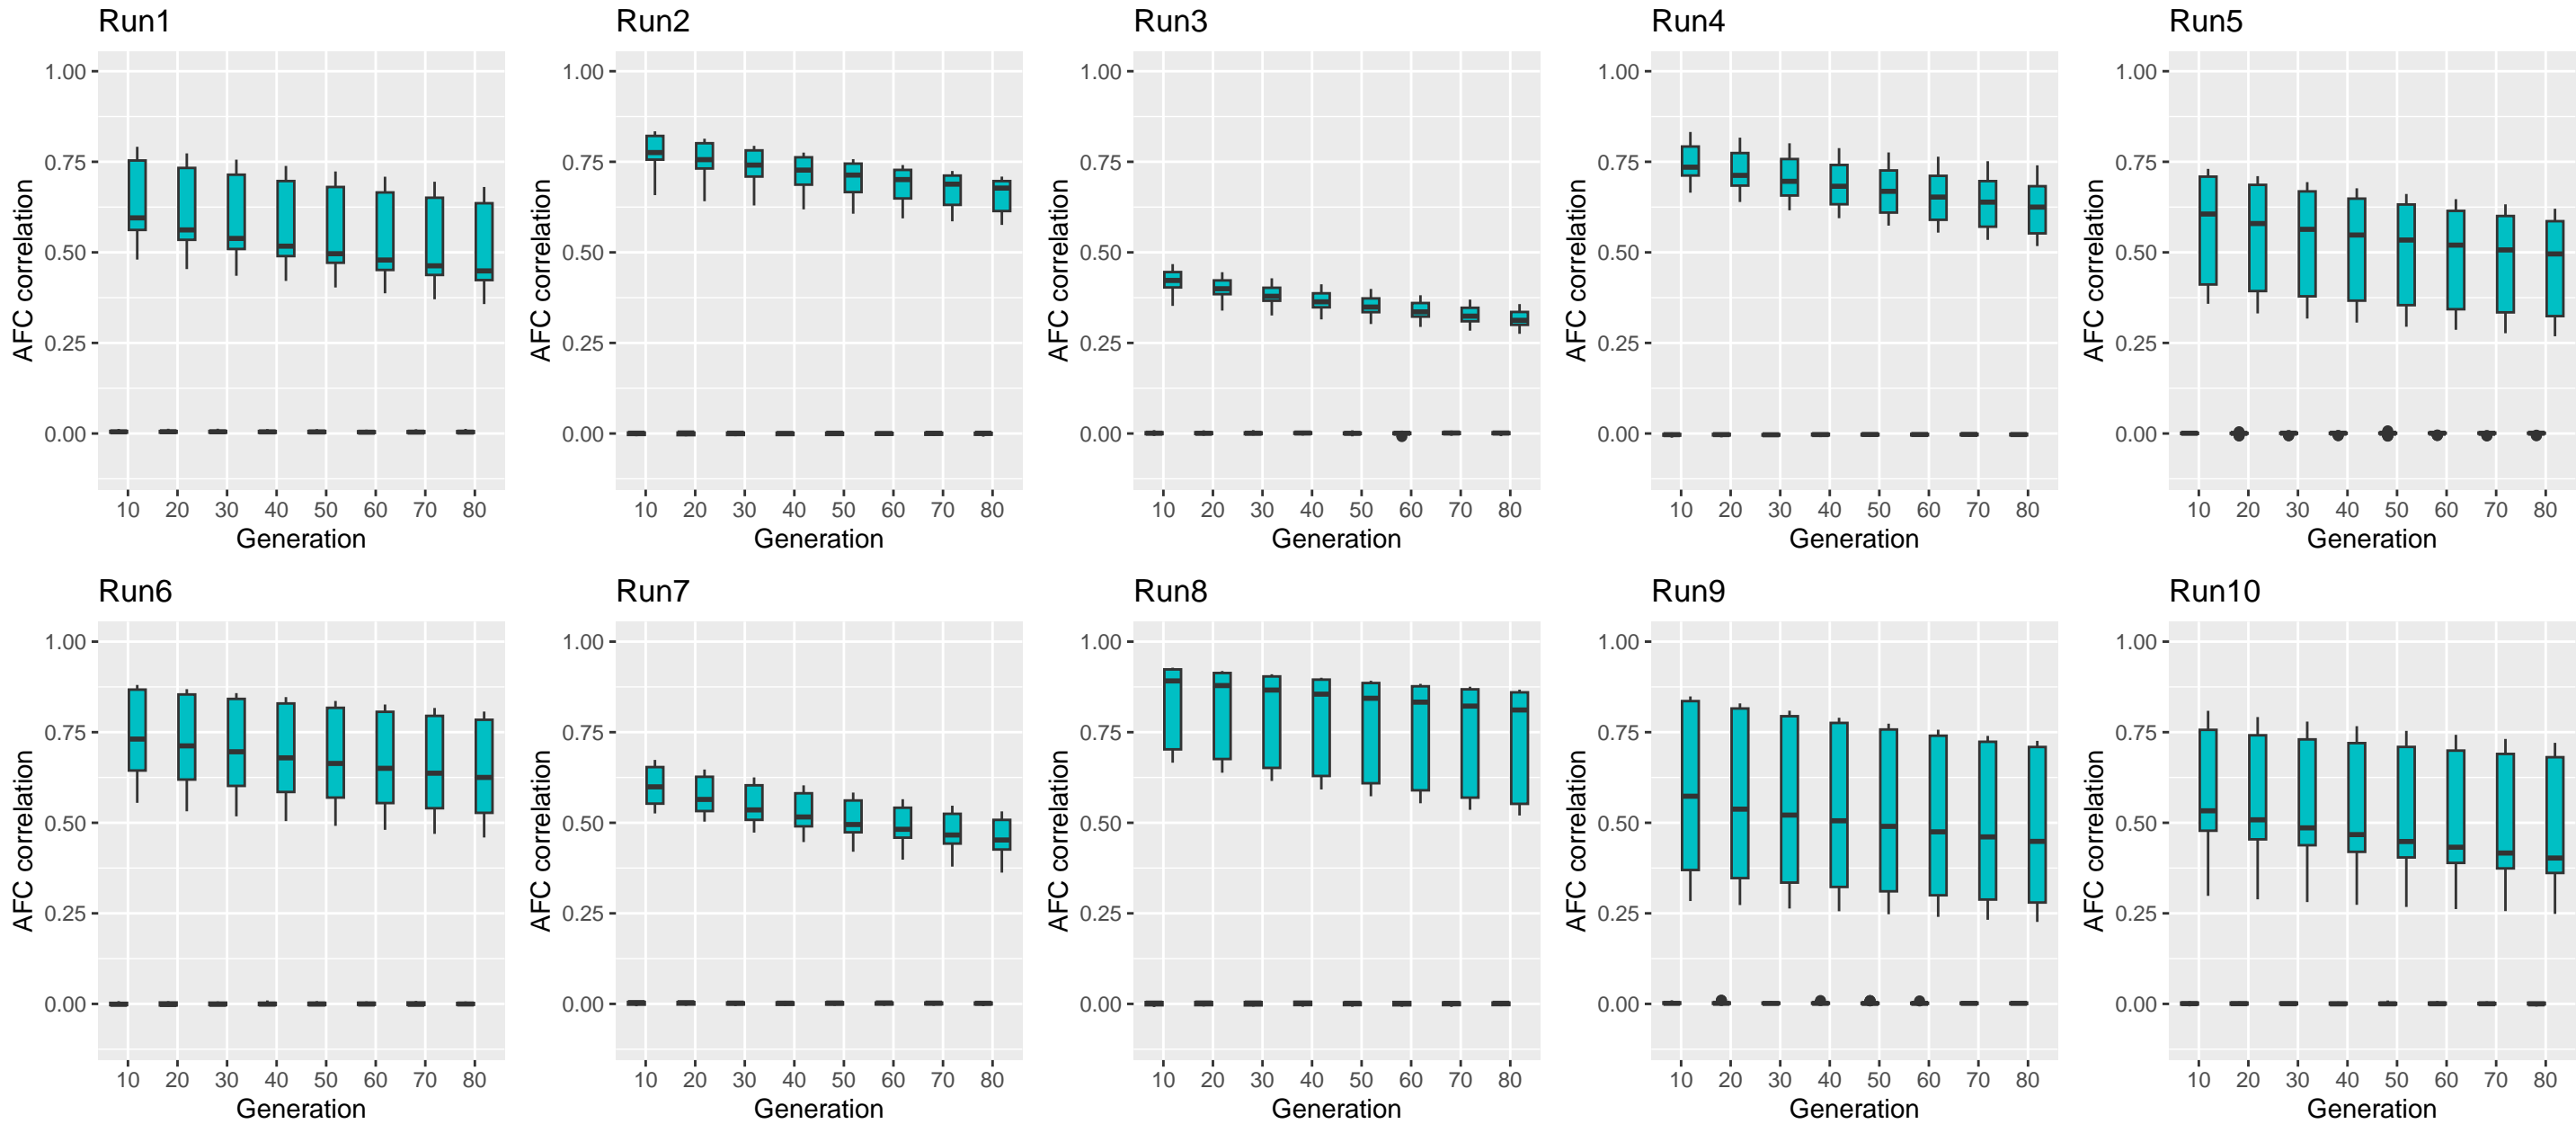 Run1 Run2 Run3 Run4 Run5
1.00 1.00 1.00 1.00 1.00
0.75 0.75 0.75 0.75 0.75
0.50 0.50 0.50 0.50 0.50
0.25 0.25 0.25 0.25 0.25
0.00 0.00 0.00 0.00 0.00
AFC correlation AFC correlation AFC correlation AFC correlation AFC correlation
10 20 30 40 50 60 70 80 10 20 30 40 50 60 70 80 10 20 30 40 50 60 70 80 10 20 30 40 50 60 70 80 10 20 30 40 50 60 70 80
Generation Generation Generation Generation Generation
Run6 Run7 Run8 Run9 Run10
1.00 1.00 1.00 1.00 1.00
0.75 0.75 0.75 0.75 0.75
0.50 0.50 0.50 0.50 0.50
0.25 0.25 0.25 0.25 0.25
0.00 0.00 0.00 0.00 0.00
AFC correlation AFC correlation AFC correlation AFC correlation AFC correlation
10 20 30 40 50 60 70 80 10 20 30 40 50 60 70 80 10 20 30 40 50 60 70 80 10 20 30 40 50 60 70 80 10 20 30 40 50 60 70 80
Generation Generation Generation Generation Generation